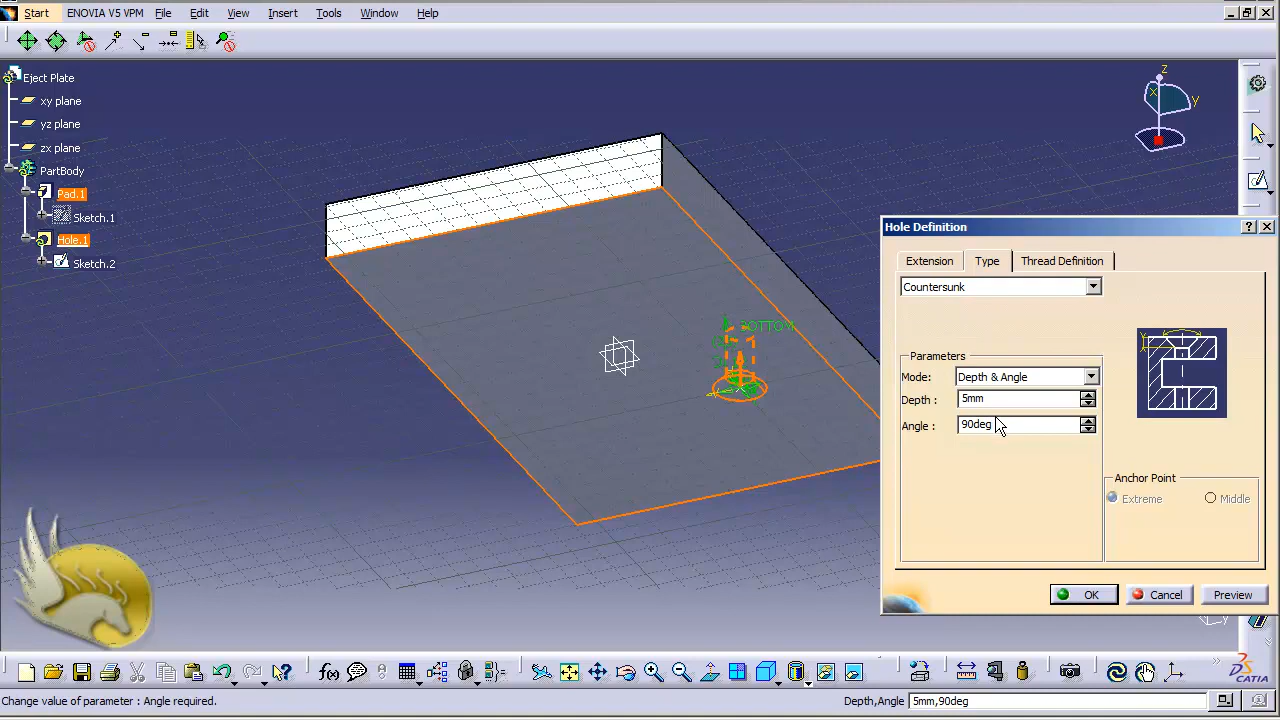 Start ENOVIA V5 VPM File Edit View Insert Tools Window Help
Eject Plate
xy plane
yz plane
zx plane
PartBody
Pad.1
Sketch.1
Hole.1
Sketch.2
z
x
y
BOTTOM
Hole Definition
Extension Type Thread Definition
Countersunk
Parameters
Mode: Depth & Angle
Depth : 5mm
Angle : 90deg
Anchor Point
Extreme Middle
OK Cancel Preview
CATIA
Change value of parameter : Angle required.
Depth,Angle 5mm,90deg